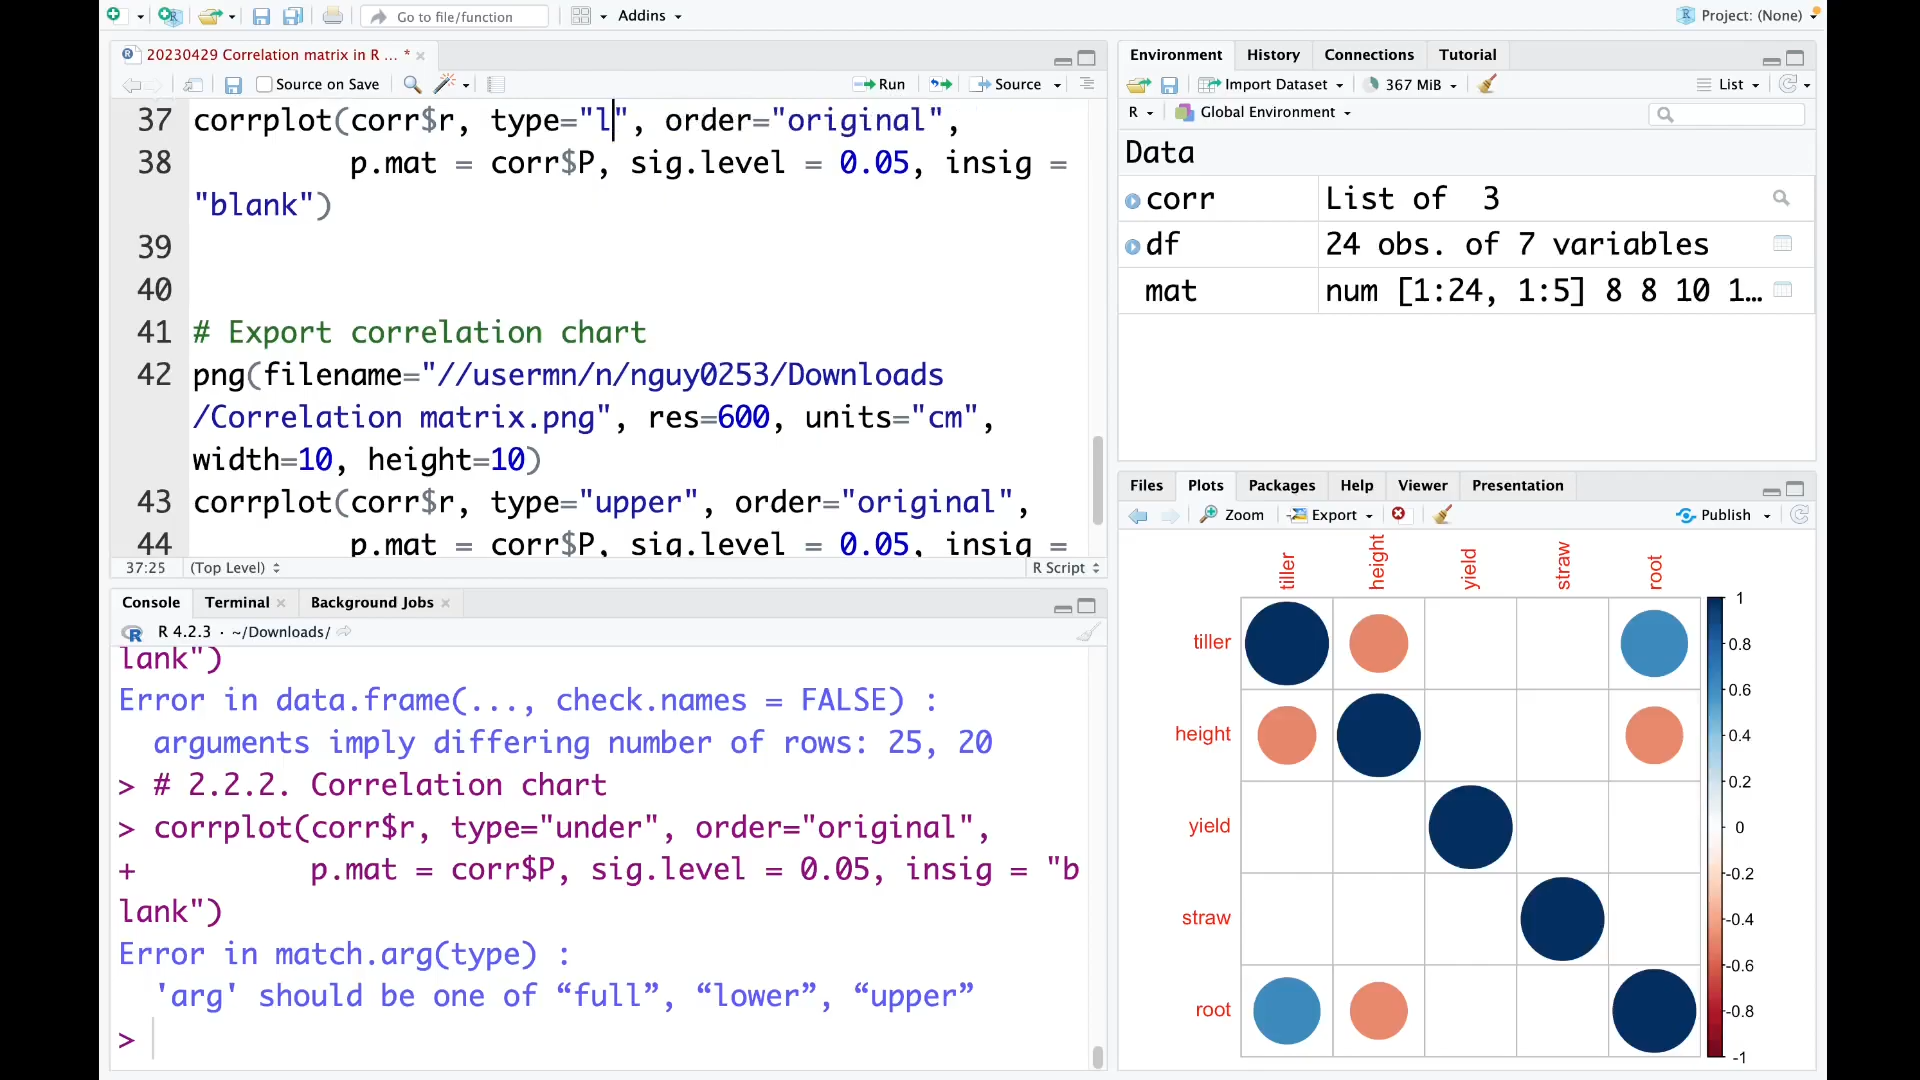 Go to file/function
Addins
Project: (None)
20230429 Correlation matrix in R ... *
Source on Save
Run
Source
37 corrplot(corr$r, type="l", order="original",
38 p.mat = corr$P, sig.level = 0.05, insig =
"blank")
39
40
41 # Export correlation chart
42 png(filename="//usermn/n/nguy0253/Downloads
/Correlation matrix.png", res=600, units="cm",
width=10, height=10)
43 corrplot(corr$r, type="upper", order="original",
44 p.mat = corr$P, sig.level = 0.05, insig =
37:25 (Top Level) R Script
Console Terminal Background Jobs
R 4.2.3 · ~/Downloads/
lank")
Error in data.frame(..., check.names = FALSE) :
arguments imply differing number of rows: 25, 20
> # 2.2.2. Correlation chart
> corrplot(corr$r, type="under", order="original",
+ p.mat = corr$P, sig.level = 0.05, insig = "b
lank")
Error in match.arg(type) :
'arg' should be one of “full”, “lower”, “upper”
>
Environment History Connections Tutorial
Import Dataset 367 MiB List
R Global Environment
Data
corr List of 3
df 24 obs. of 7 variables
mat num [1:24, 1:5] 8 8 10 1…
Files Plots Packages Help Viewer Presentation
Zoom Export Publish
tiller height yield straw root
tiller
height
yield
straw
root
1
0.8
0.6
0.4
0.2
0
-0.2
-0.4
-0.6
-0.8
-1